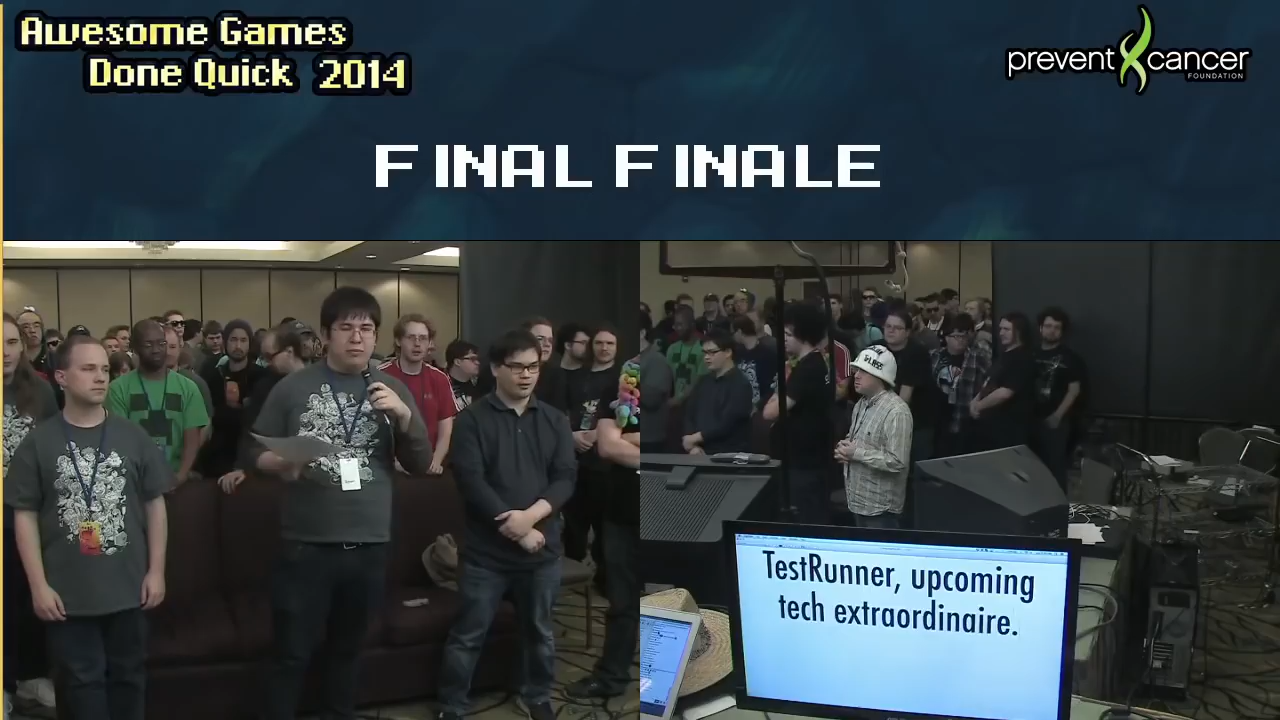 Awesome Games
Done Quick 2014
prevent cancer
FOUNDATION
FINAL FINALE
TestRunner, upcoming
tech extraordinaire.